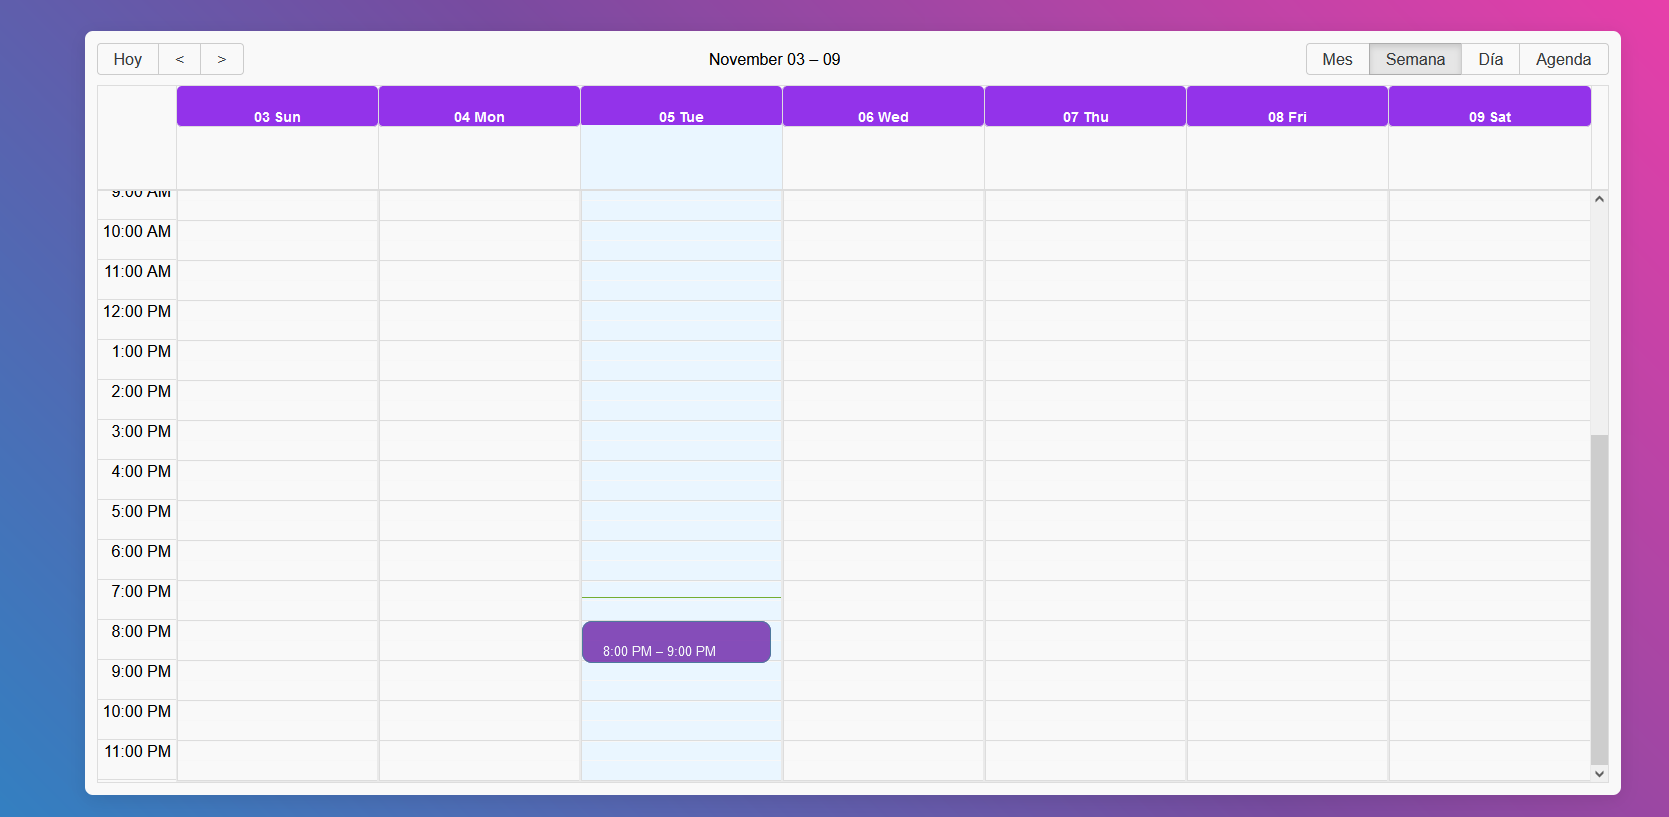 Hoy < >
November 03 – 09
Mes Semana Día Agenda
03 Sun 04 Mon 05 Tue 06 Wed 07 Thu 08 Fri 09 Sat
9:00 AM
10:00 AM
11:00 AM
12:00 PM
1:00 PM
2:00 PM
3:00 PM
4:00 PM
5:00 PM
6:00 PM
7:00 PM
8:00 PM
8:00 PM – 9:00 PM
9:00 PM
10:00 PM
11:00 PM